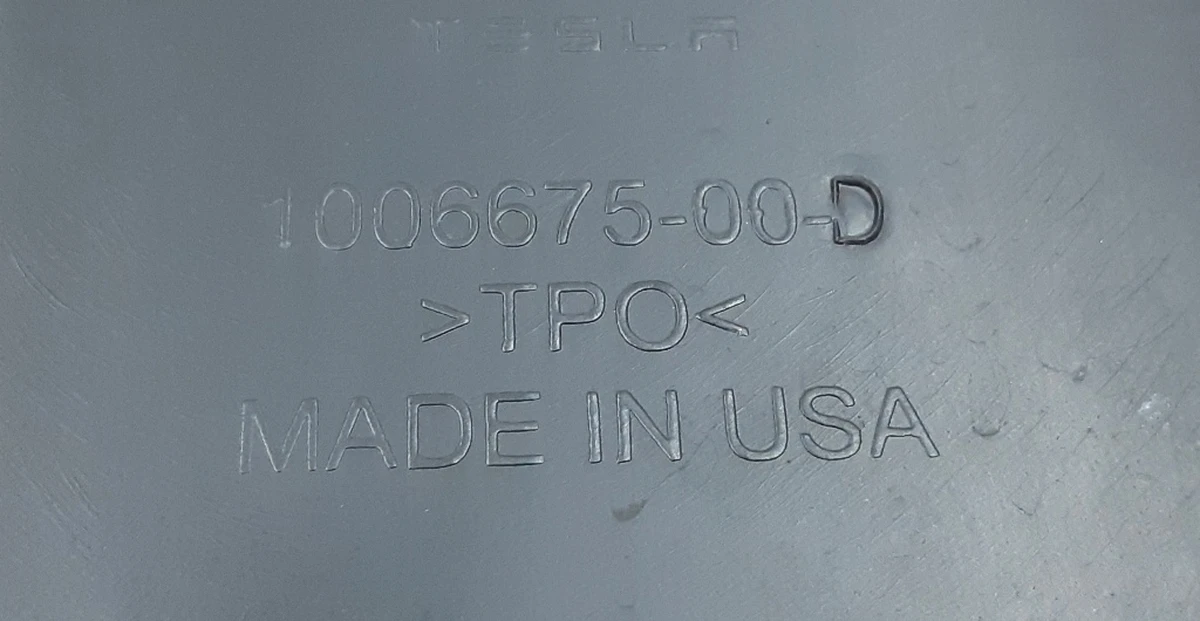 TESLA
1006675-00-D
>TPO<
MADE IN USA